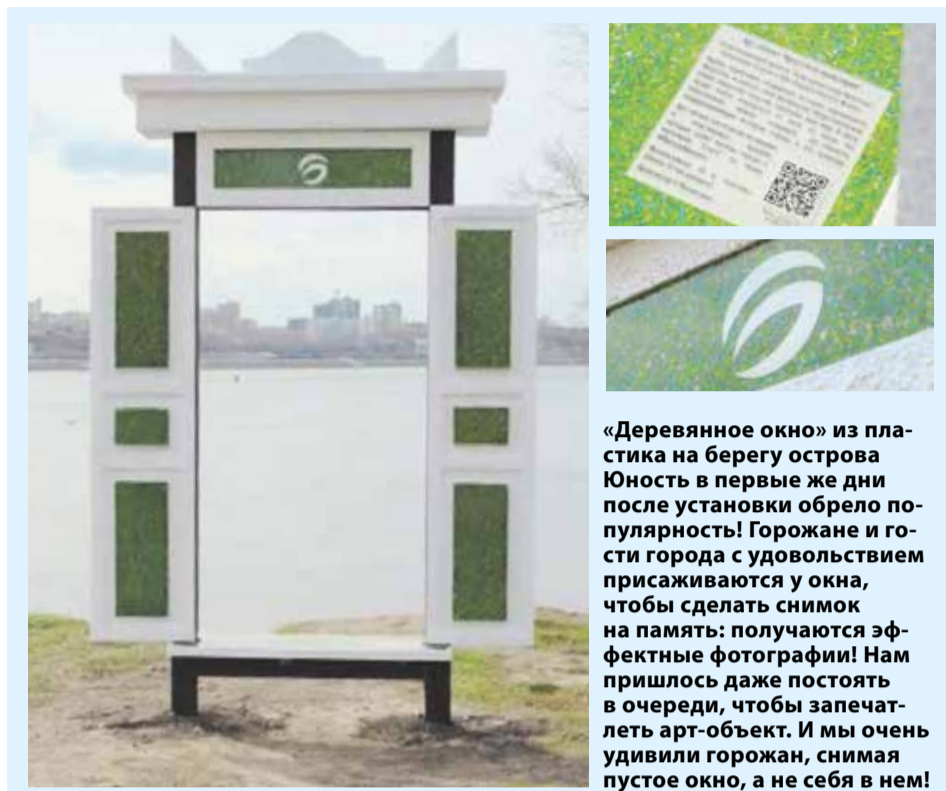 «Деревянное окно» из пла-
стика на берегу острова
Юность в первые же дни
после установки обрело по-
пулярность! Горожане и го-
сти города с удовольствием
присаживаются у окна,
чтобы сделать снимок
на память: получаются эф-
фектные фотографии! Нам
пришлось даже постоять
в очереди, чтобы запечат-
леть арт-объект. И мы очень
удивили горожан, снимая
пустое окно, а не себя в нем!